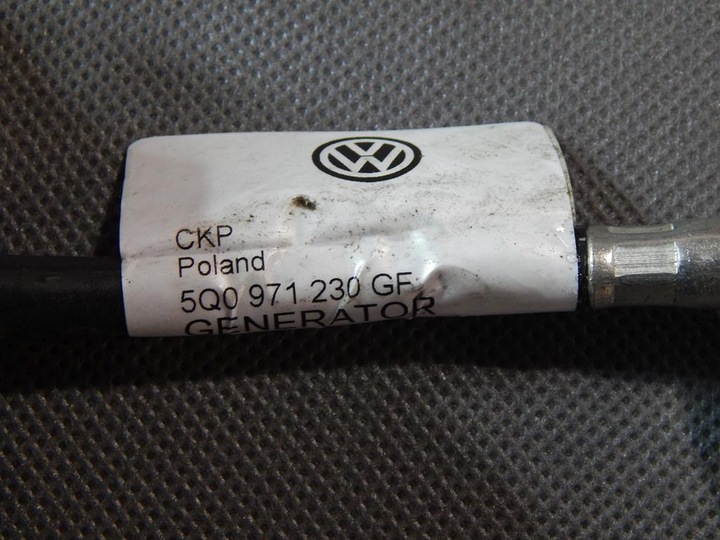 CKP
Poland
5Q0 971 230 GF
GENERATOR